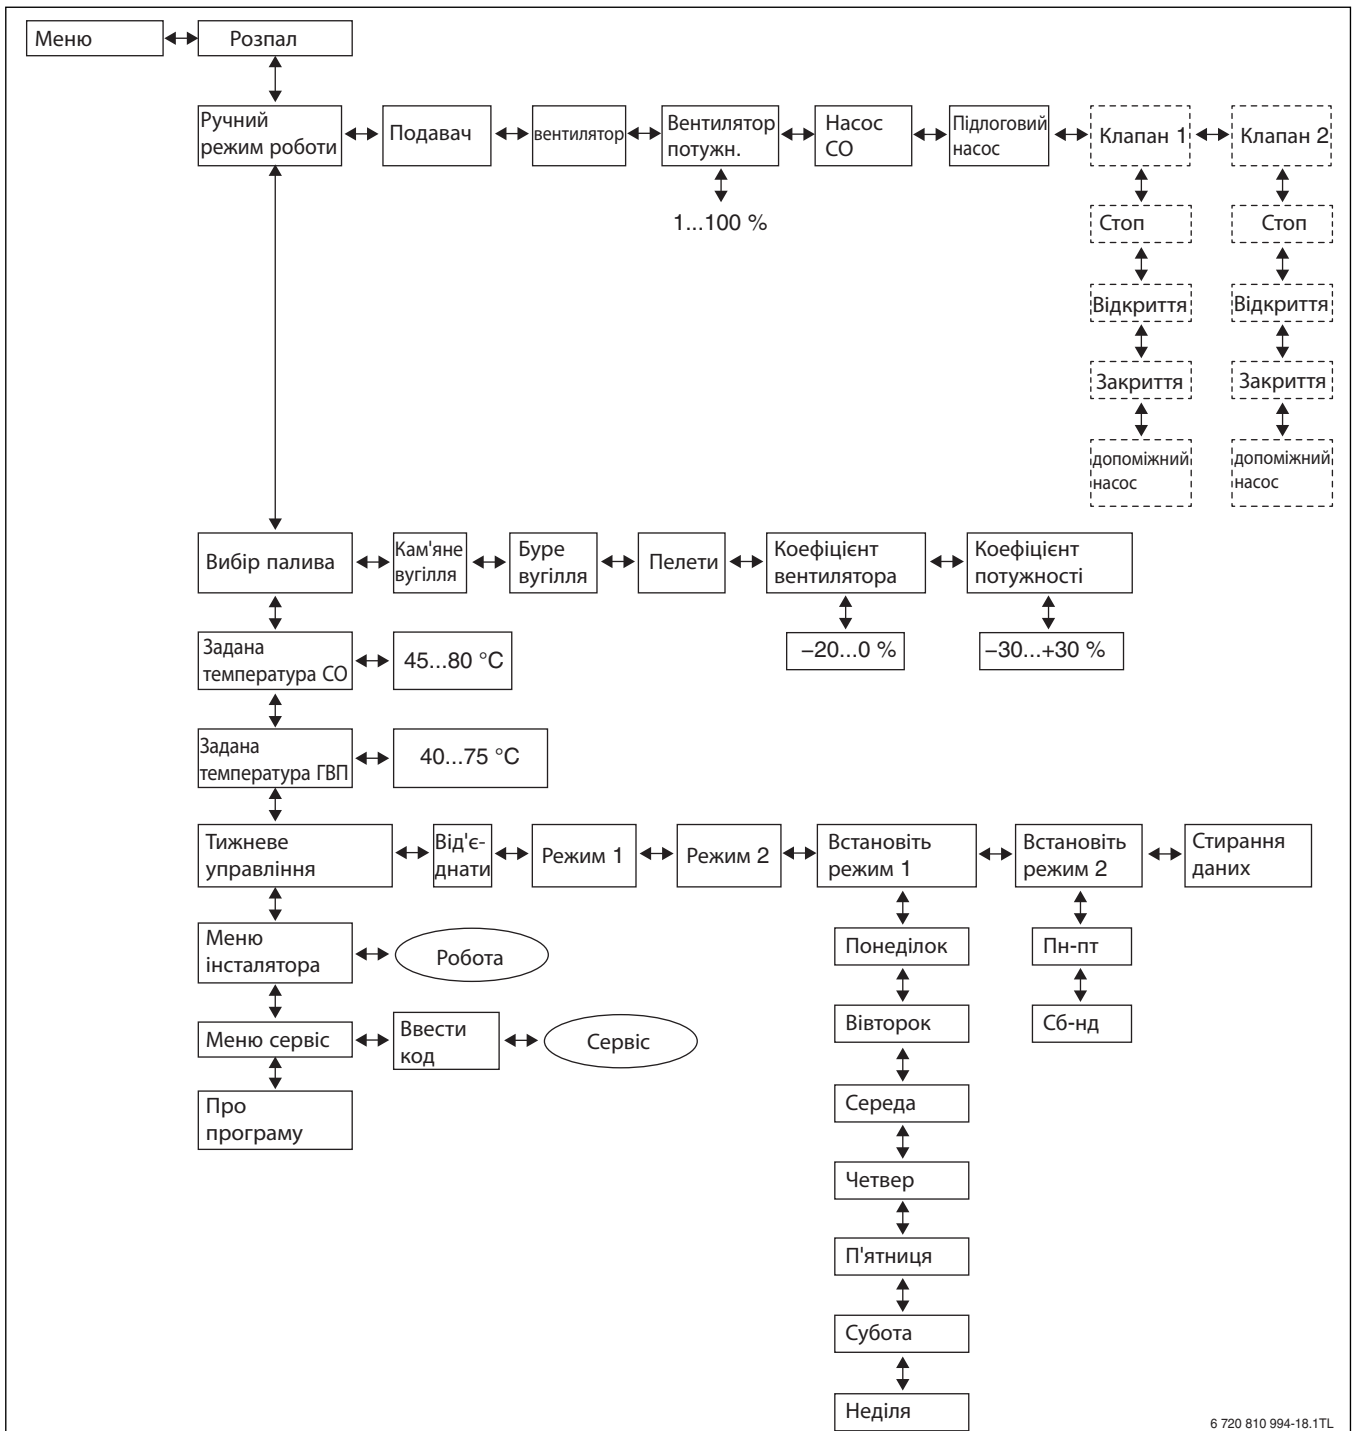 Меню
Розпал
Ручний
режим роботи
Подавач
вентилятор
Вентилятор
потужн.
Насос
СО
Підлоговий
насос
Клапан 1
Клапан 2
1...100 %
Стоп
Стоп
Відкриття
Відкриття
Закриття
Закриття
допоміжний
насос
допоміжний
насос
Вибір палива
Кам'яне
вугілля
Буре
вугілля
Пелети
Коефіцієнт
вентилятора
Коефіцієнт
потужності
–20...0 %
–30...+30 %
Задана
температура СО
45...80 °C
Задана
температура ГВП
40...75 °C
Тижневе
управління
Від'є-
днати
Режим 1
Режим 2
Встановіть
режим 1
Встановіть
режим 2
Стирання
даних
Меню
інсталятора
Робота
Понеділок
Пн-пт
Меню сервіс
Ввести
код
Сервіс
Вівторок
Сб-нд
Про
програму
Середа
Четвер
П'ятниця
Субота
Неділя
6 720 810 994-18.1TL